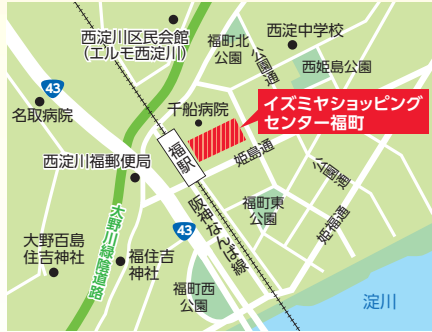 西淀川区民会館
(エルモ西淀川)
福町北
公園
公園通
西淀中学校
西姫島公園
43
名取病院
千船病院
イズミヤショッピング
センター福町
福駅
姫島通
公園通
西淀川福郵便局
大野川緑陰道路
阪神なんば線
福町東
公園
姫福通
43
大野百島
住吉神社
福住吉
神社
福町西
公園
淀川